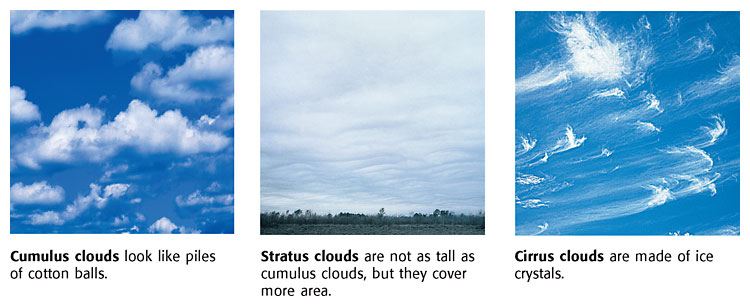 Cumulus clouds look like piles
of cotton balls.
Stratus clouds are not as tall as
cumulus clouds, but they cover
more area.
Cirrus clouds are made of ice
crystals.